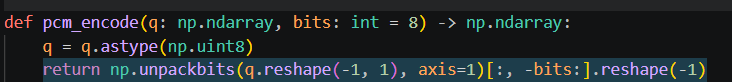 def pcm_encode(q: np.ndarray, bits: int = 8) -> np.ndarray:
    q = q.astype(np.uint8)
    return np.unpackbits(q.reshape(-1, 1), axis=1)[:, -bits:].reshape(-1)